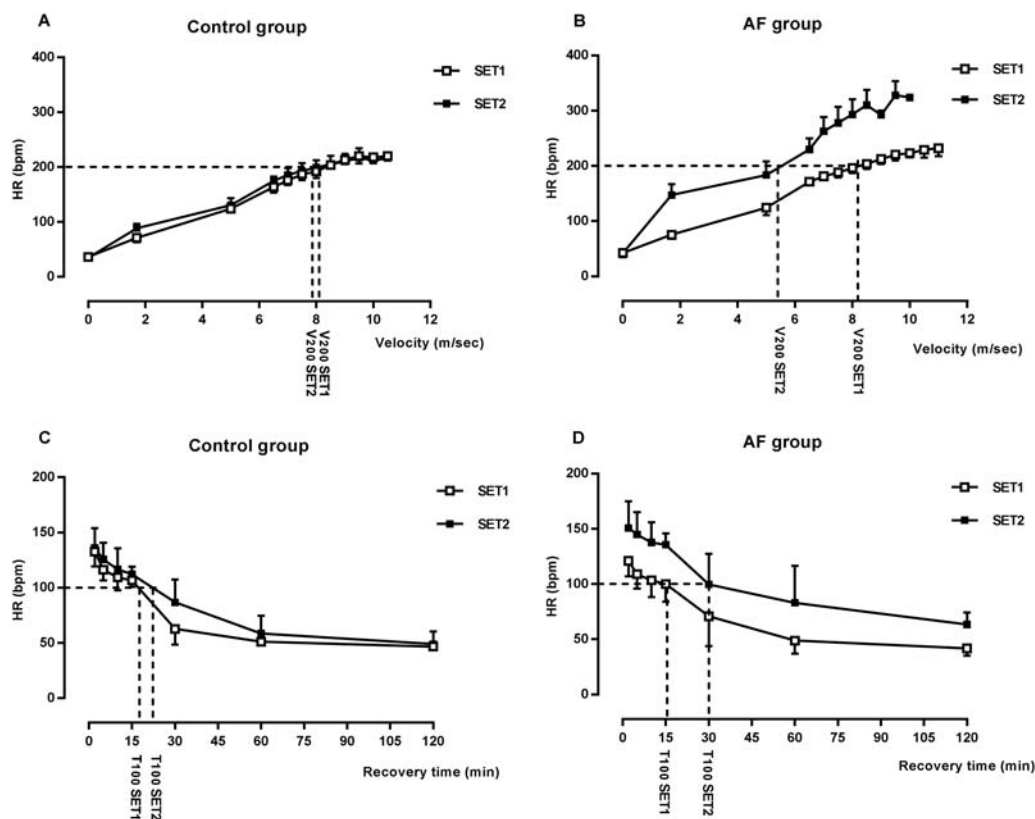 A
Control group
SET1
SET2
HR (bpm)
400
300
200
100
0
0 2 4 6 8 10 12
Velocity (m/sec)
V200 SET2
V200 SET1
B
AF group
SET1
SET2
HR (bpm)
400
300
200
100
0
0 2 4 6 8 10 12
Velocity (m/sec)
V200 SET2
V200 SET1
C
Control group
SET1
SET2
HR (bpm)
200
150
100
50
0
0 15 30 45 60 75 90 105 120
Recovery time (min)
T100 SET1
T100 SET2
D
AF group
SET1
SET2
HR (bpm)
200
150
100
50
0
0 15 30 45 60 75 90 105 120
Recovery time (min)
T100 SET1
T100 SET2